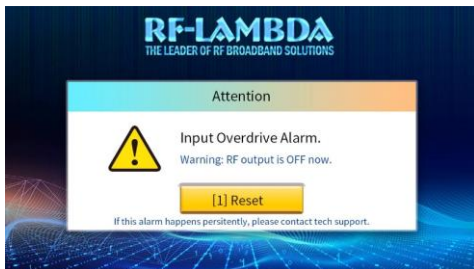 RF-LAMBDA
THE LEADER OF RF BROADBAND SOLUTIONS
Attention
Input Overdrive Alarm.
Warning: RF output is OFF now.
[1] Reset
If this alarm happens persitently, please contact tech support.